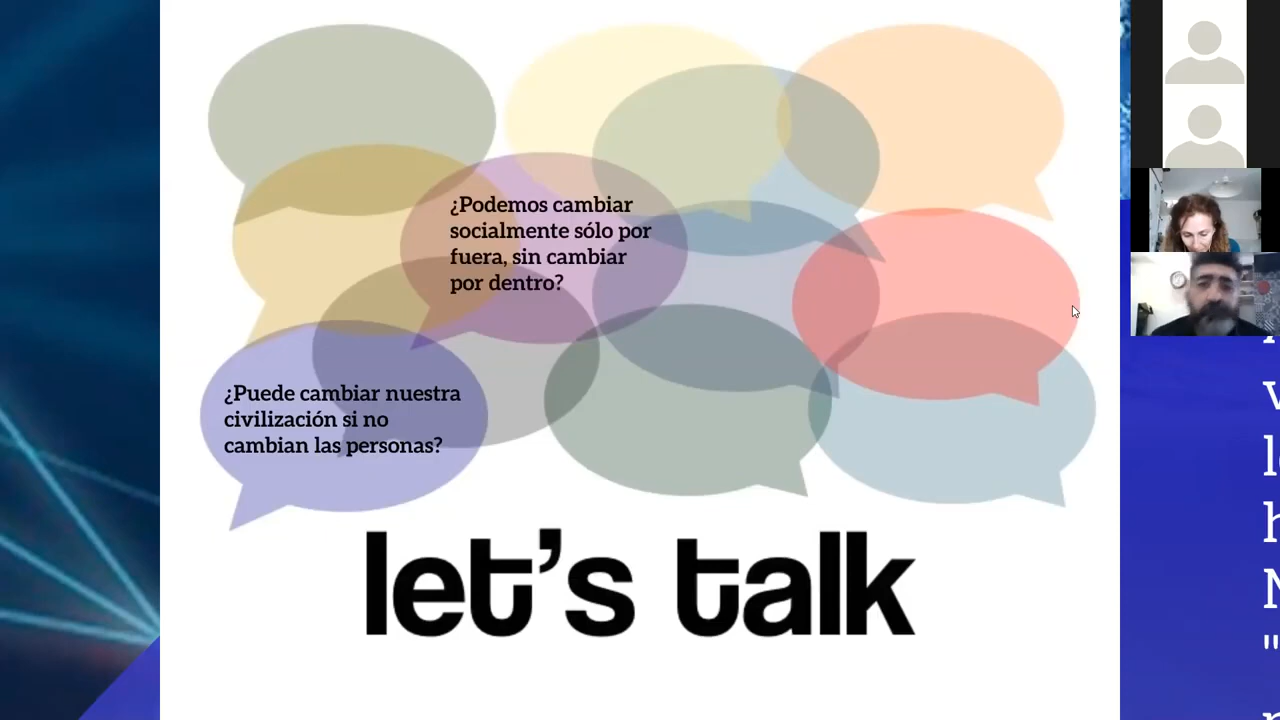 ¿Podemos cambiar
socialmente sólo por
fuera, sin cambiar
por dentro?
¿Puede cambiar nuestra
civilización si no
cambian las personas?
let's talk